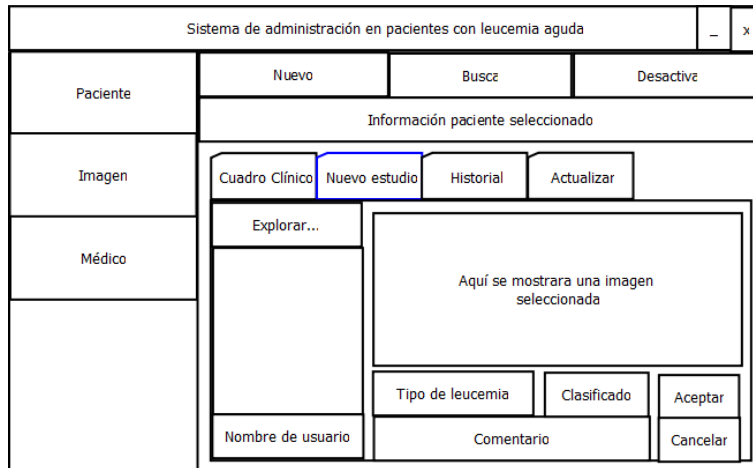 Sistema de administración en pacientes con leucemia aguda _ x
Paciente
Nuevo
Busca
Desactiva
Información paciente seleccionado
Imagen
Cuadro Clínico
Nuevo estudio
Historial
Actualizar
Médico
Explorar...
Aquí se mostrara una imagen
seleccionada
Tipo de leucemia
Clasificado
Aceptar
Nombre de usuario
Comentario
Cancelar